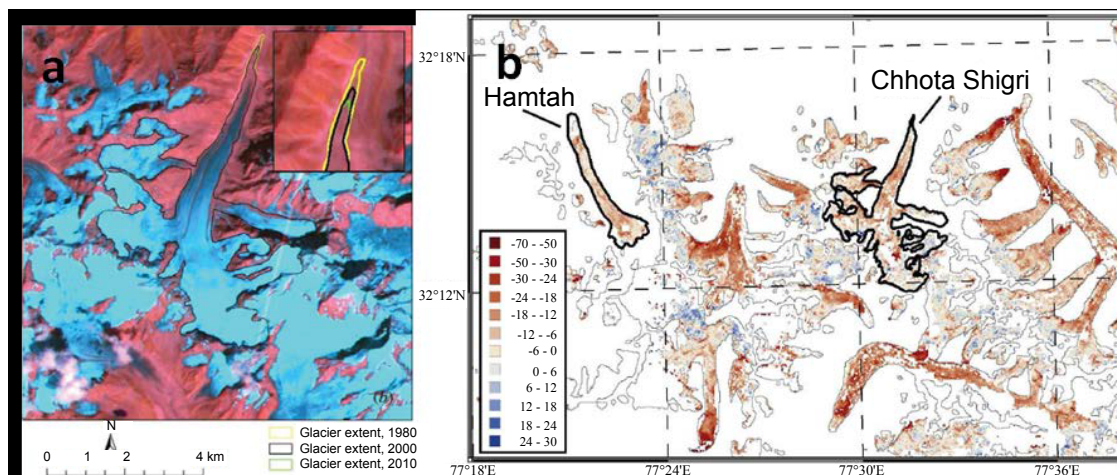 a
(b)
N
0 1 2 4 km
Glacier extent, 1980
Glacier extent, 2000
Glacier extent, 2010
b
32°18'N
32°12'N
Hamtah
Chhota Shigri
-70 - -50
-50 - -30
-30 - -24
-24 - -18
-18 - -12
-12 - -6
-6 - 0
0 - 6
6 - 12
12 - 18
18 - 24
24 - 30
77°18'E 77°24'E 77°30'E 77°36'E